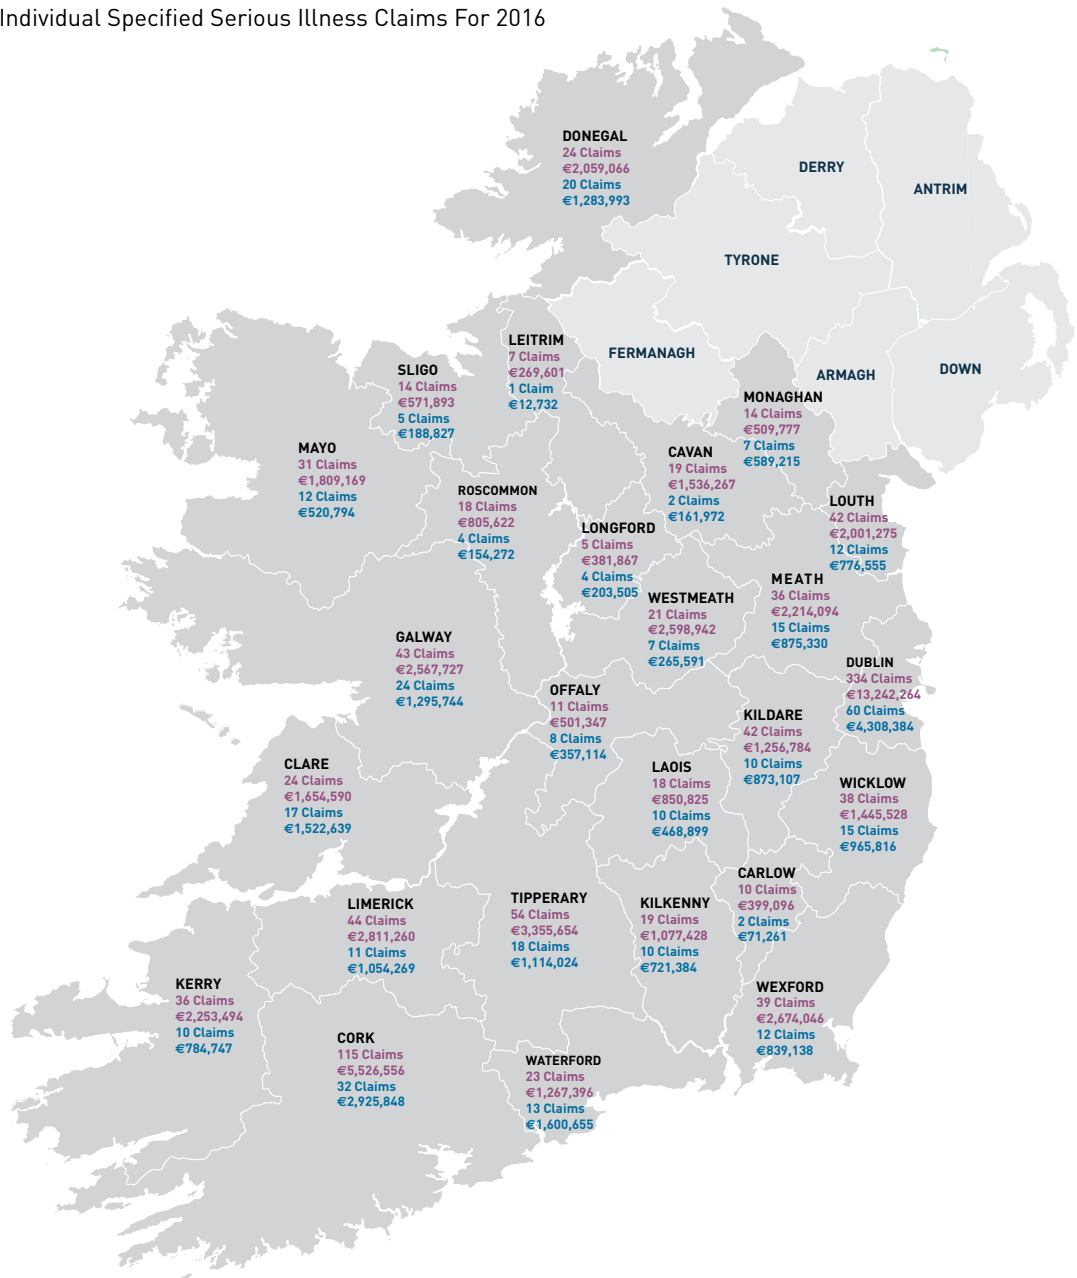 Individual Specified Serious Illness Claims For 2016
DONEGAL
24 Claims
€2,059,066
20 Claims
€1,283,993
DERRY
ANTRIM
TYRONE
FERMANAGH
ARMAGH
DOWN
LEITRIM
7 Claims
€269,601
1 Claim
€12,732
SLIGO
14 Claims
€571,893
5 Claims
€188,827
MONAGHAN
14 Claims
€509,777
7 Claims
€589,215
MAYO
31 Claims
€1,809,169
12 Claims
€520,794
CAVAN
19 Claims
€1,536,267
2 Claims
€161,972
ROSCOMMON
18 Claims
€805,622
4 Claims
€154,272
LOUTH
42 Claims
€2,001,275
12 Claims
€776,555
LONGFORD
5 Claims
€381,867
4 Claims
€203,505
MEATH
36 Claims
€2,214,094
15 Claims
€875,330
WESTMEATH
21 Claims
€2,598,942
7 Claims
€265,591
GALWAY
43 Claims
€2,567,727
24 Claims
€1,295,744
DUBLIN
334 Claims
€13,242,264
60 Claims
€4,308,384
OFFALY
11 Claims
€501,347
8 Claims
€357,114
KILDARE
42 Claims
€1,256,784
10 Claims
€873,107
CLARE
24 Claims
€1,654,590
17 Claims
€1,522,639
LAOIS
18 Claims
€850,825
10 Claims
€468,899
WICKLOW
38 Claims
€1,445,528
15 Claims
€965,816
CARLOW
10 Claims
€399,096
2 Claims
€71,261
LIMERICK
44 Claims
€2,811,260
11 Claims
€1,054,269
TIPPERARY
54 Claims
€3,355,654
18 Claims
€1,114,024
KILKENNY
19 Claims
€1,077,428
10 Claims
€721,384
KERRY
36 Claims
€2,253,494
10 Claims
€784,747
WEXFORD
39 Claims
€2,674,046
12 Claims
€839,138
CORK
115 Claims
€5,526,556
32 Claims
€2,925,848
WATERFORD
23 Claims
€1,267,396
13 Claims
€1,600,655